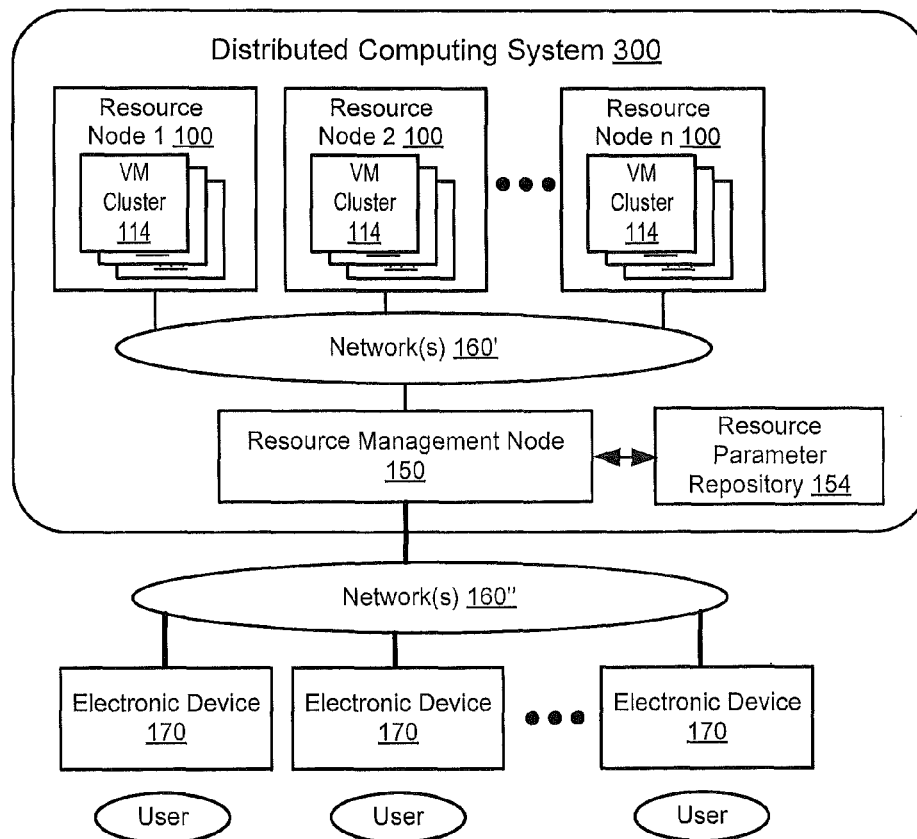 Distributed Computing System 300
Resource
Node 1 100
VM
Cluster
114
Resource
Node 2 100
VM
Cluster
114
Resource
Node n 100
VM
Cluster
114
Network(s) 160'
Resource Management Node
150
Resource
Parameter
Repository 154
Network(s) 160"
Electronic Device
170
Electronic Device
170
Electronic Device
170
User
User
User